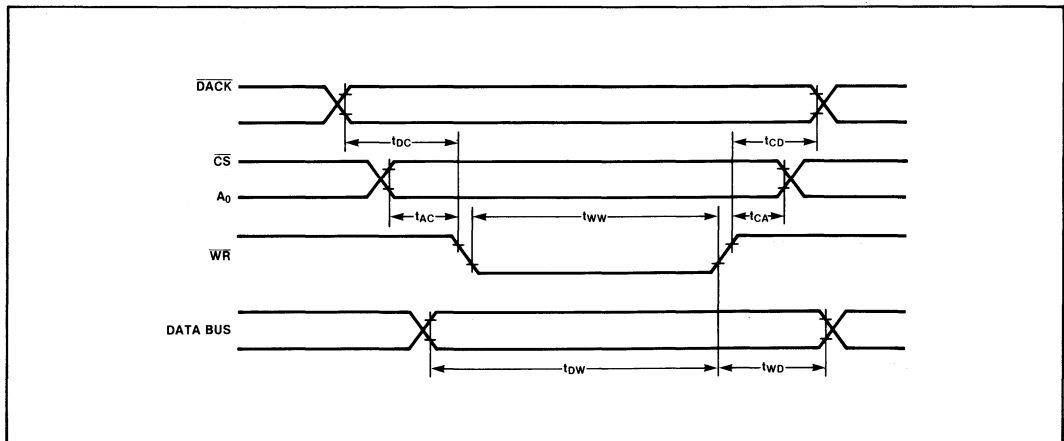 DACK
tDC
tCD
CS
A0
tAC
tWW
tCA
WR
DATA BUS
tDW
tWD